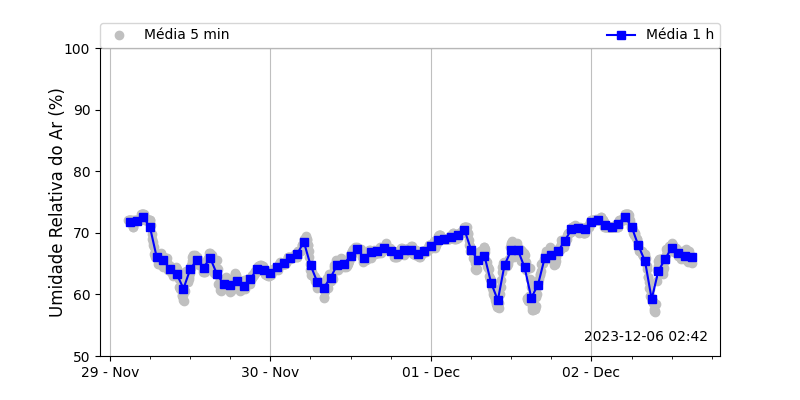 Média 5 min
Média 1 h
Umidade Relativa do Ar (%)
100
90
80
70
60
50
2023-12-06 02:42
29 - Nov
30 - Nov
01 - Dec
02 - Dec